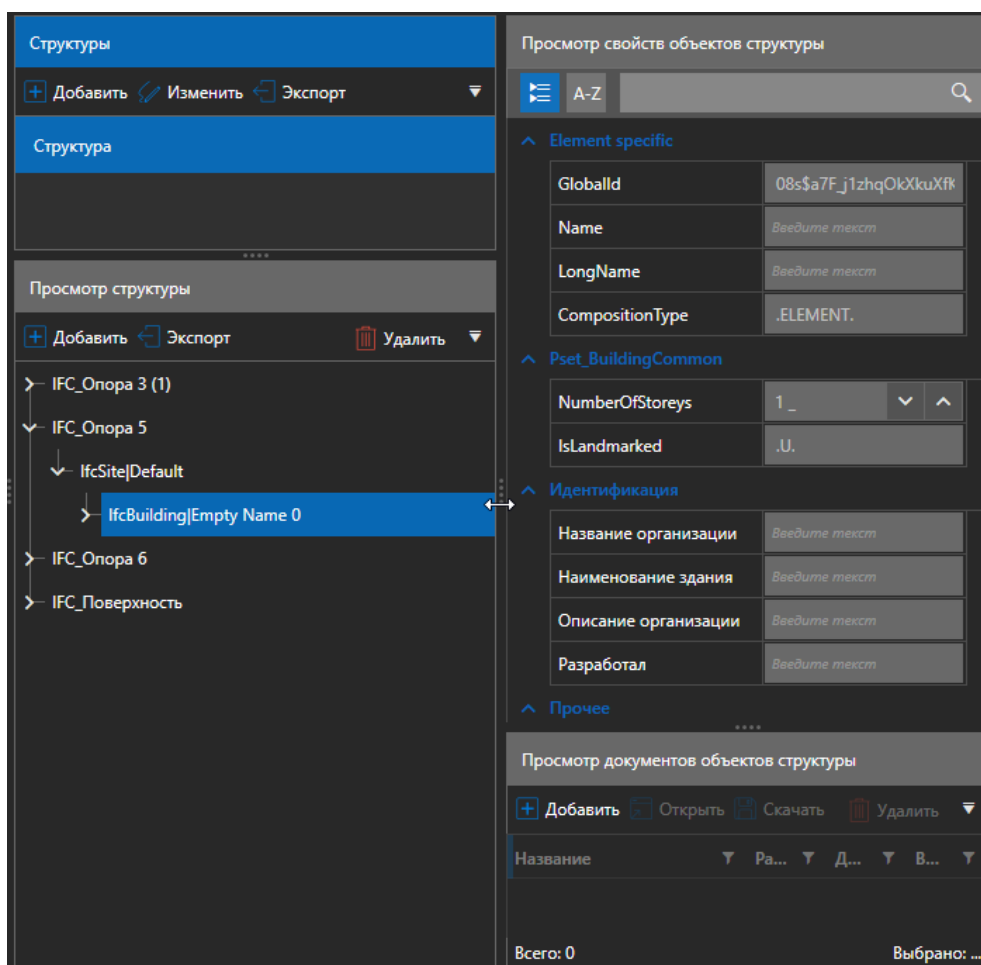 Структуры
Добавить Изменить Экспорт
Структура
Просмотр структуры
Добавить Экспорт Удалить
IFC_Опора 3 (1)
IFC_Опора 5
IfcSite|Default
IfcBuilding|Empty Name 0
IFC_Опора 6
IFC_Поверхность
Просмотр свойств объектов структуры
A-Z
Element specific
GlobalId 08s$a7F_j1zhqOkXkuXfK
Name Введите текст
LongName Введите текст
CompositionType .ELEMENT.
Pset_BuildingCommon
NumberOfStoreys 1 _
IsLandmarked .U.
Идентификация
Название организации Введите текст
Наименование здания Введите текст
Описание организации Введите текст
Разработал Введите текст
Прочее
Просмотр документов объектов структуры
Добавить Открыть Скачать Удалить
Название Ра... Д... В...
Всего: 0 Выбрано: ...